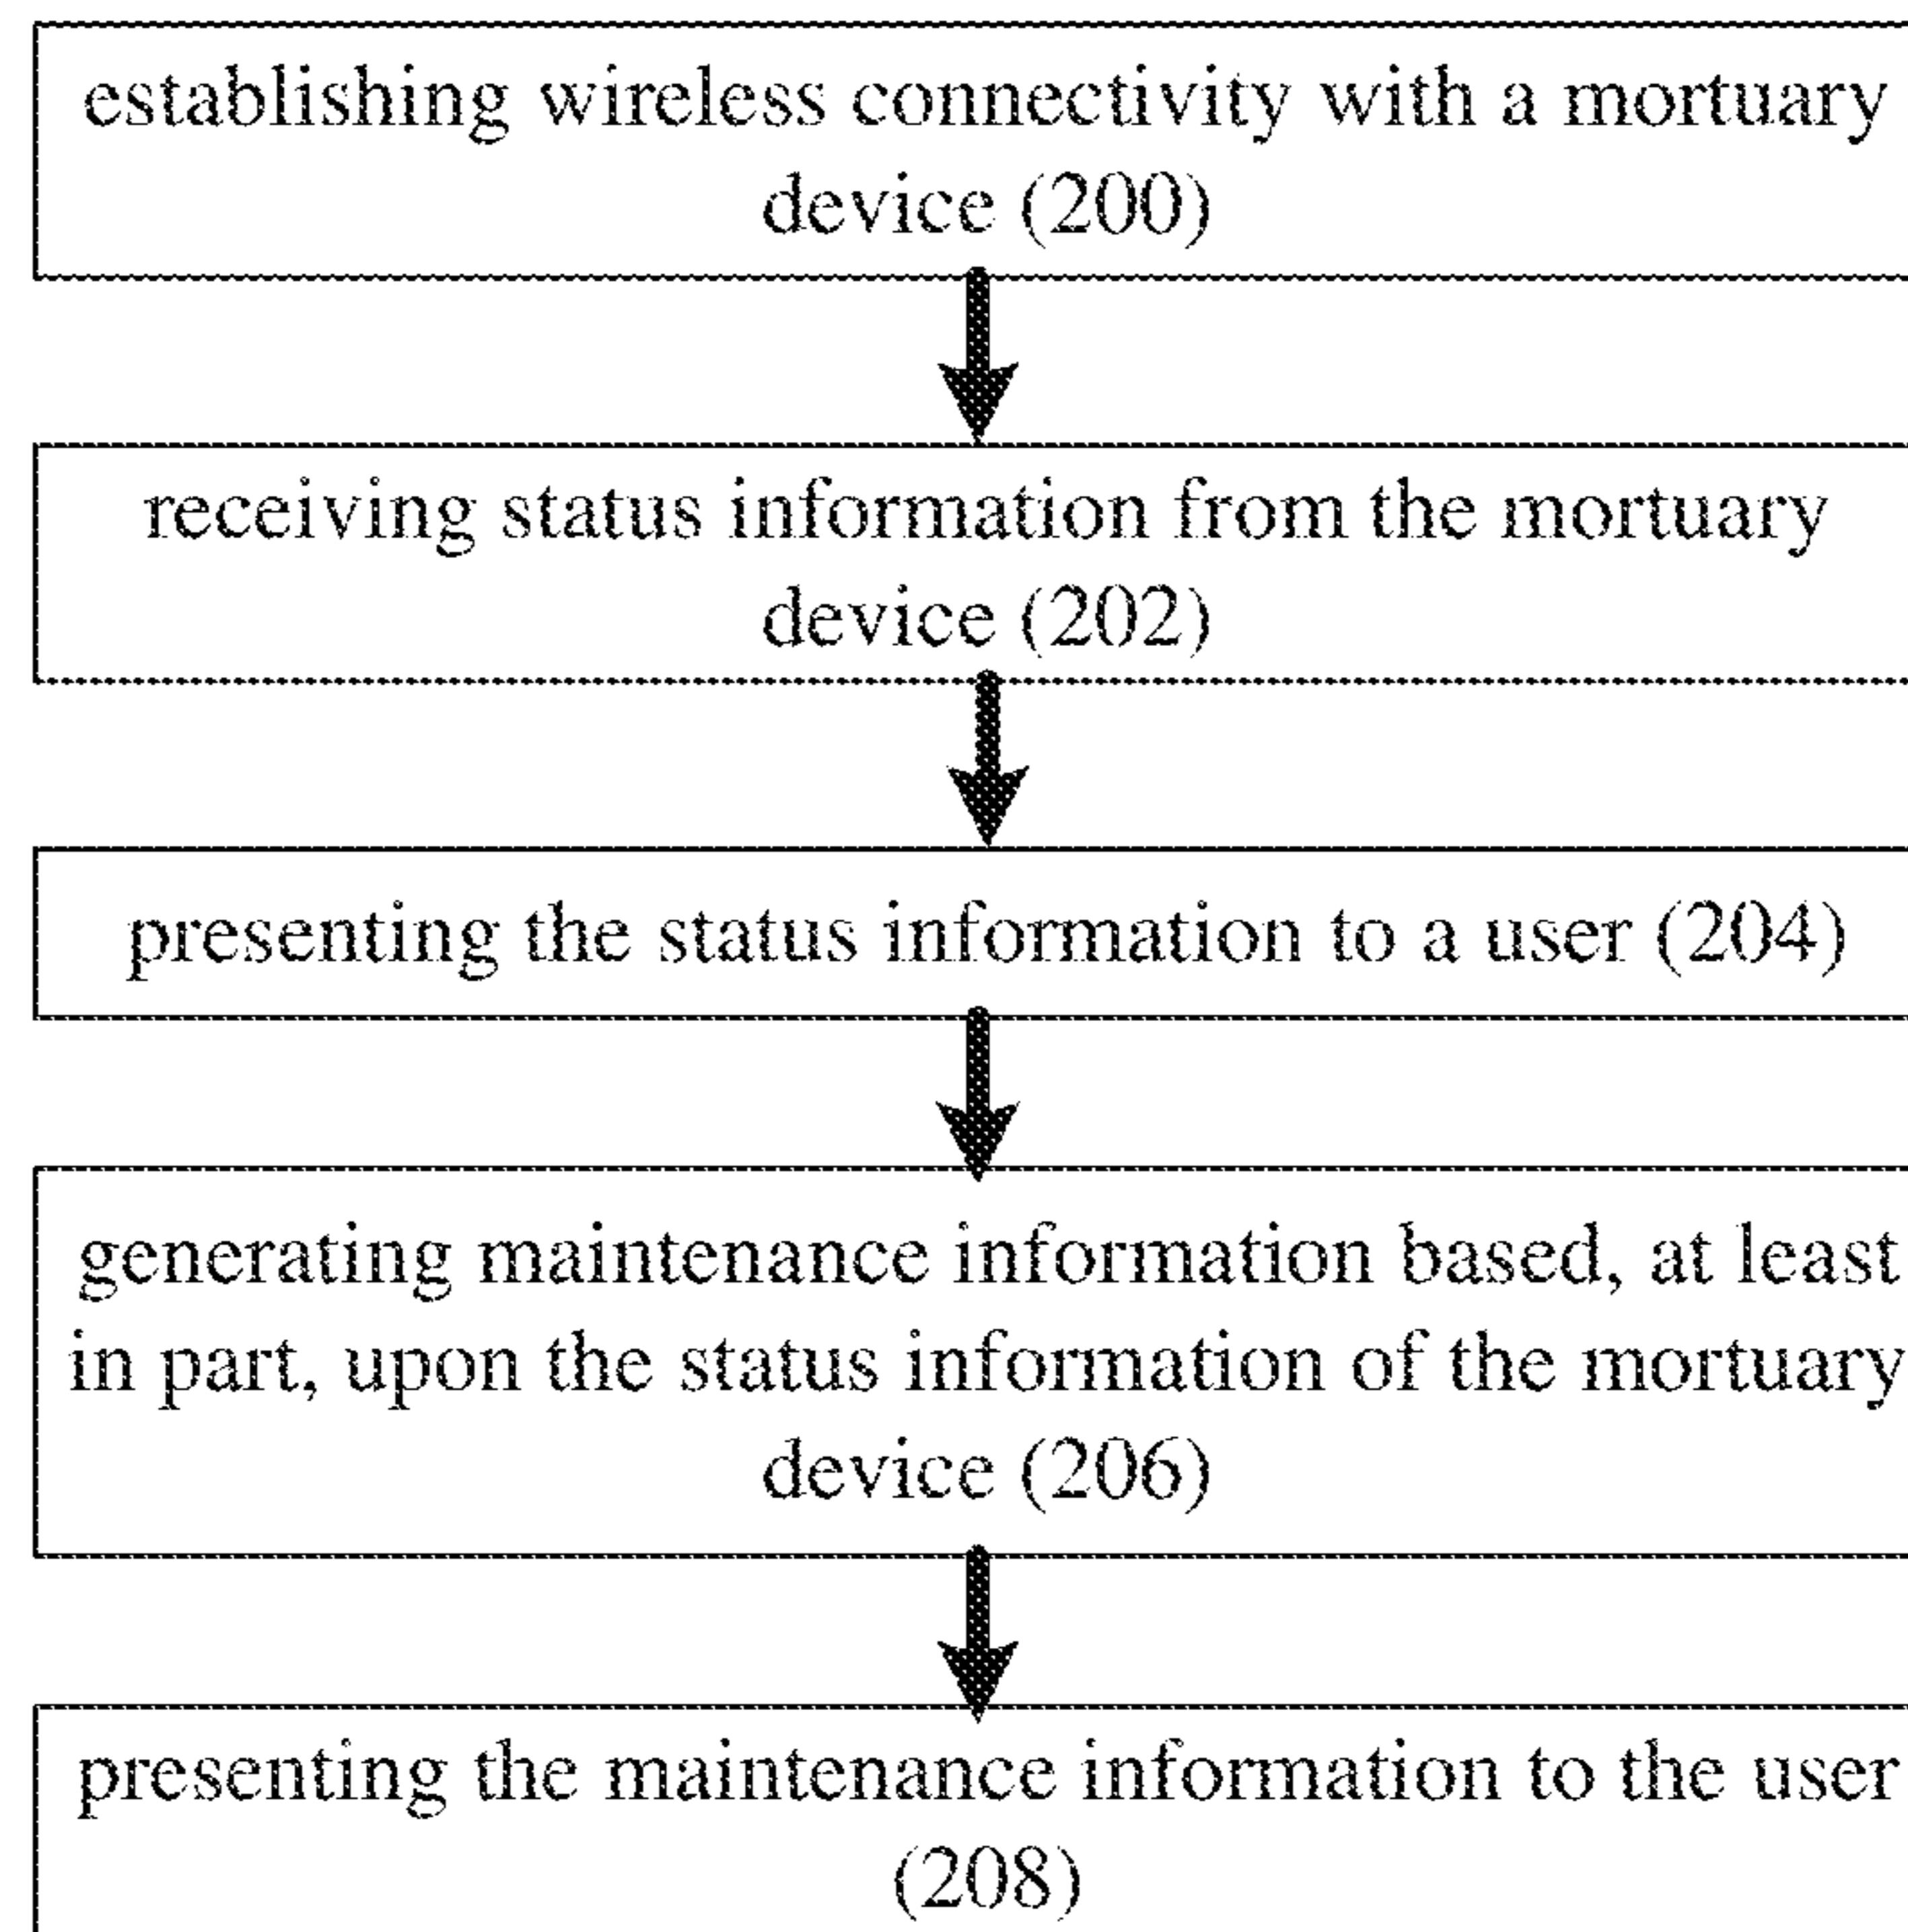 establishing wireless connectivity with a mortuary
device (200)
receiving status information from the mortuary
device (202)
presenting the status information to a user (204)
generating maintenance information based, at least
in part, upon the status information of the mortuary
device (206)
presenting the maintenance information to the user
(208)